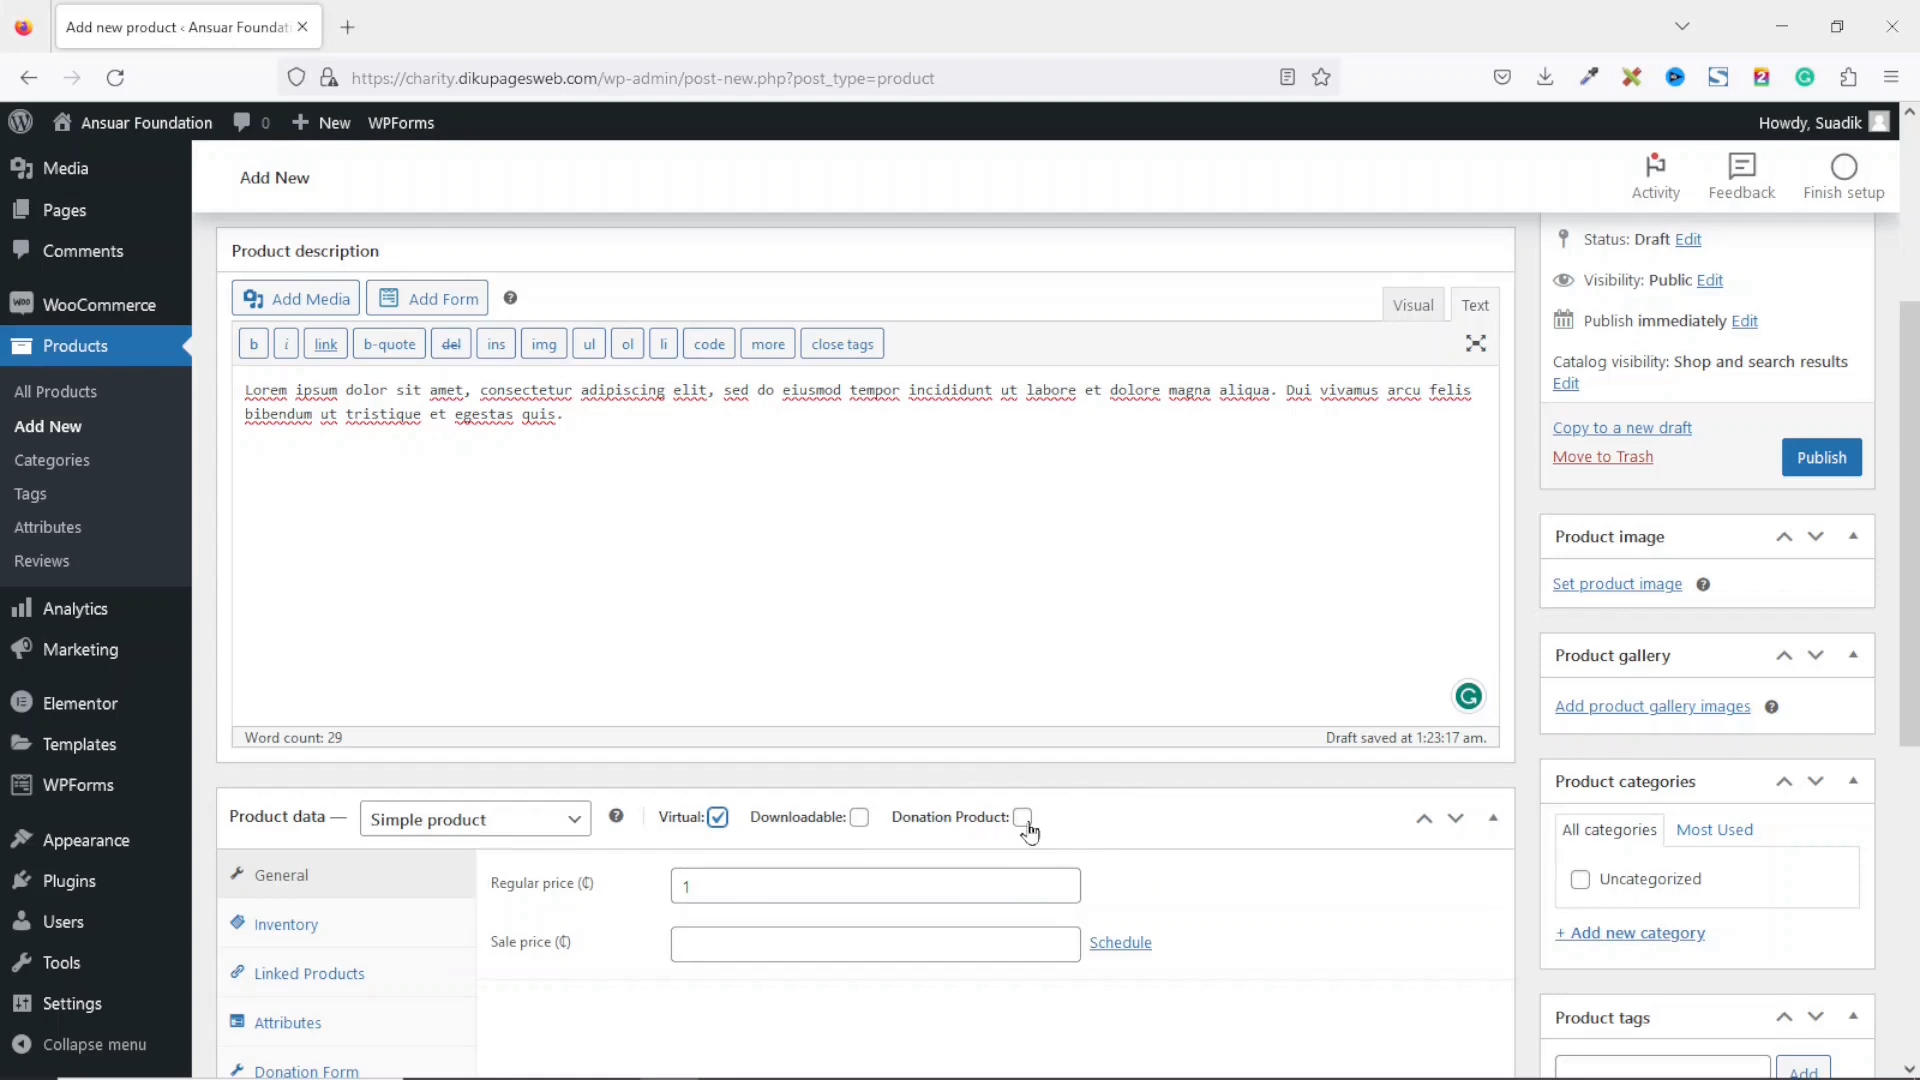 Add new product ‹ Ansuar Foundati
https://charity.dikupagesweb.com/wp-admin/post-new.php?post_type=product
Ansuar Foundation 0 New WPForms Howdy, Suadik
Media
Pages
Comments
WooCommerce
Products
All Products
Add New
Categories
Tags
Attributes
Reviews
Analytics
Marketing
Elementor
Templates
WPForms
Appearance
Plugins
Users
Tools
Settings
Collapse menu
Add New
Activity Feedback Finish setup
Product description
Add Media Add Form
Visual Text
b i link b-quote del ins img ul ol li code more close tags
Lorem ipsum dolor sit amet, consectetur adipiscing elit, sed do eiusmod tempor incididunt ut labore et dolore magna aliqua. Dui vivamus arcu felis
bibendum ut tristique et egestas quis.
Word count: 29 Draft saved at 1:23:17 am.
Product data — Simple product Virtual: Downloadable: Donation Product:
General
Inventory
Linked Products
Attributes
Donation Form
Regular price (₵) 1
Sale price (₵) Schedule
Status: Draft Edit
Visibility: Public Edit
Publish immediately Edit
Catalog visibility: Shop and search results
Edit
Copy to a new draft
Move to Trash
Publish
Product image
Set product image
Product gallery
Add product gallery images
Product categories
All categories Most Used
Uncategorized
+ Add new category
Product tags
Add